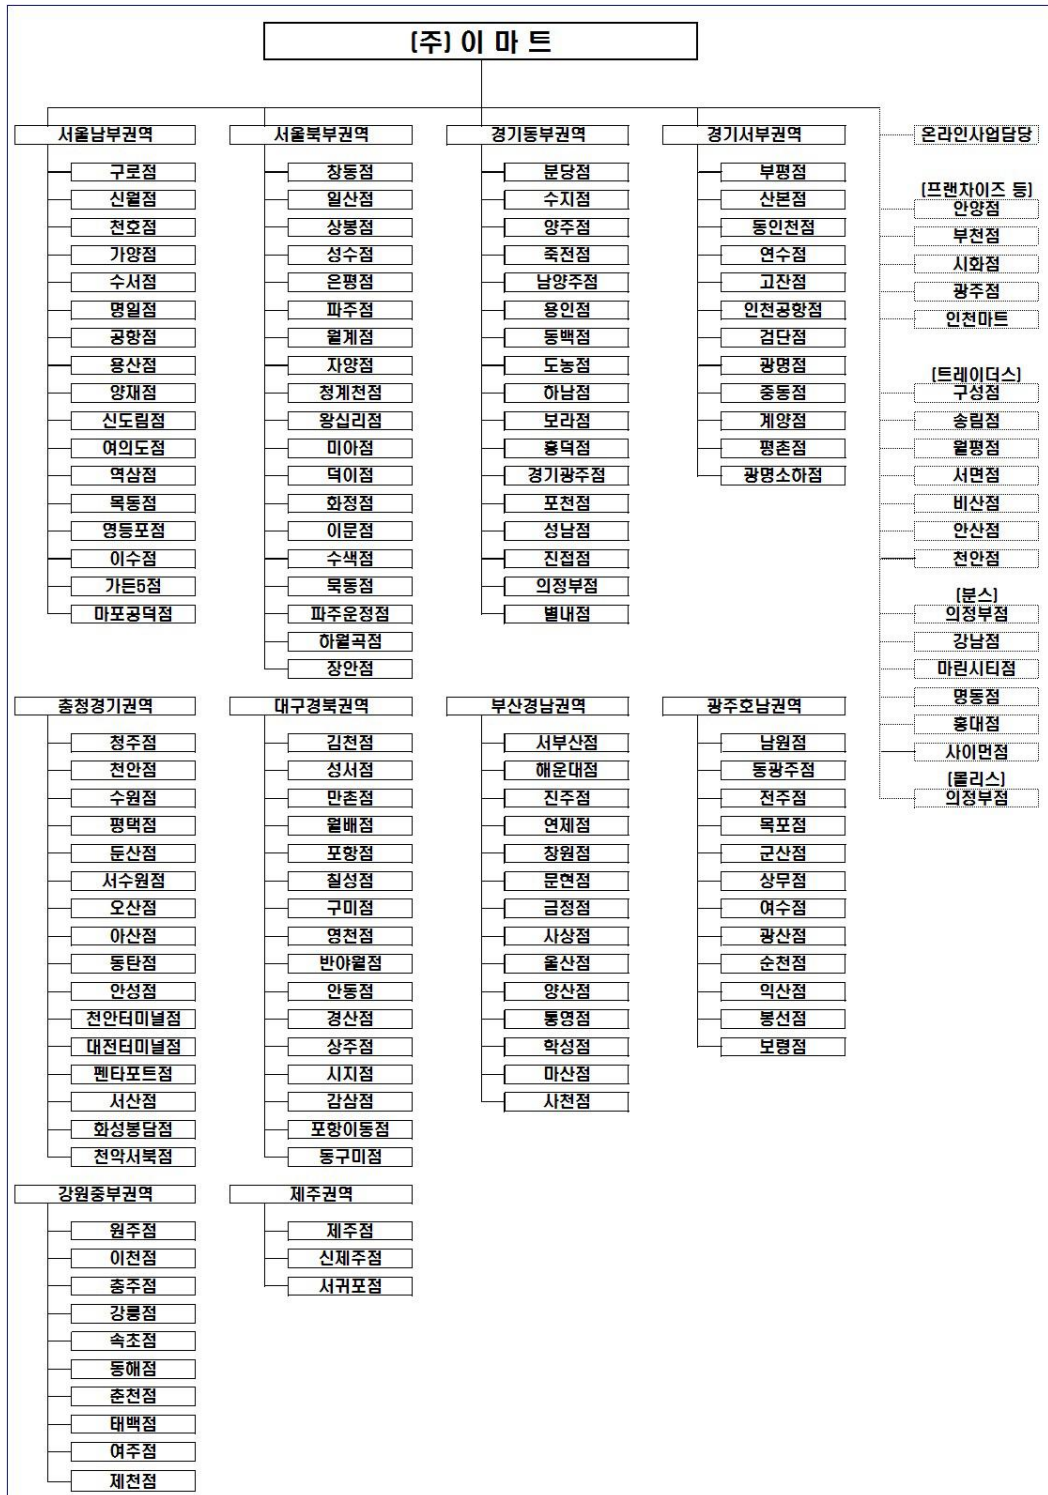 (주) 이 마 트
서울남부권역
구로점
신월점
천호점
가양점
수서점
명일점
공항점
용산점
양재점
신도림점
여의도점
역삼점
목동점
영등포점
이수점
가든5점
마포공덕점
서울북부권역
창동점
일산점
상봉점
성수점
은평점
파주점
월계점
자양점
청계천점
왕십리점
미아점
덕이점
화정점
이문점
수색점
묵동점
파주운정점
하월곡점
장안점
경기동부권역
분당점
수지점
양주점
죽전점
남양주점
용인점
동백점
도농점
하남점
보라점
흥덕점
경기광주점
포천점
성남점
진접점
의정부점
별내점
경기서부권역
부평점
산본점
동인천점
연수점
고잔점
인천공항점
검단점
광명점
중동점
계양점
평촌점
광명소하점
온라인사업담당
(프랜차이즈 등)
안양점
부천점
시화점
광주점
인천마트
(트레이더스)
구성점
송림점
월평점
서면점
비산점
안산점
천안점
(분스)
의정부점
강남점
마린시티점
명동점
홍대점
사이먼점
(몰리스)
의정부점
충청경기권역
청주점
천안점
수원점
평택점
둔산점
서수원점
오산점
아산점
동탄점
안성점
천안터미널점
대전터미널점
펜타포트점
서산점
화성봉담점
천악서북점
대구경북권역
김천점
성서점
만촌점
월배점
포항점
칠성점
구미점
영천점
반야월점
안동점
경산점
상주점
시지점
감삼점
포항이동점
동구미점
부산경남권역
서부산점
해운대점
진주점
연제점
창원점
문현점
금정점
사상점
울산점
양산점
통영점
학성점
마산점
사천점
광주호남권역
남원점
동광주점
전주점
목포점
군산점
상무점
여수점
광산점
순천점
익산점
봉선점
보령점
강원중부권역
원주점
이천점
충주점
강릉점
속초점
동해점
춘천점
태백점
여주점
제천점
제주권역
제주점
신제주점
서귀포점